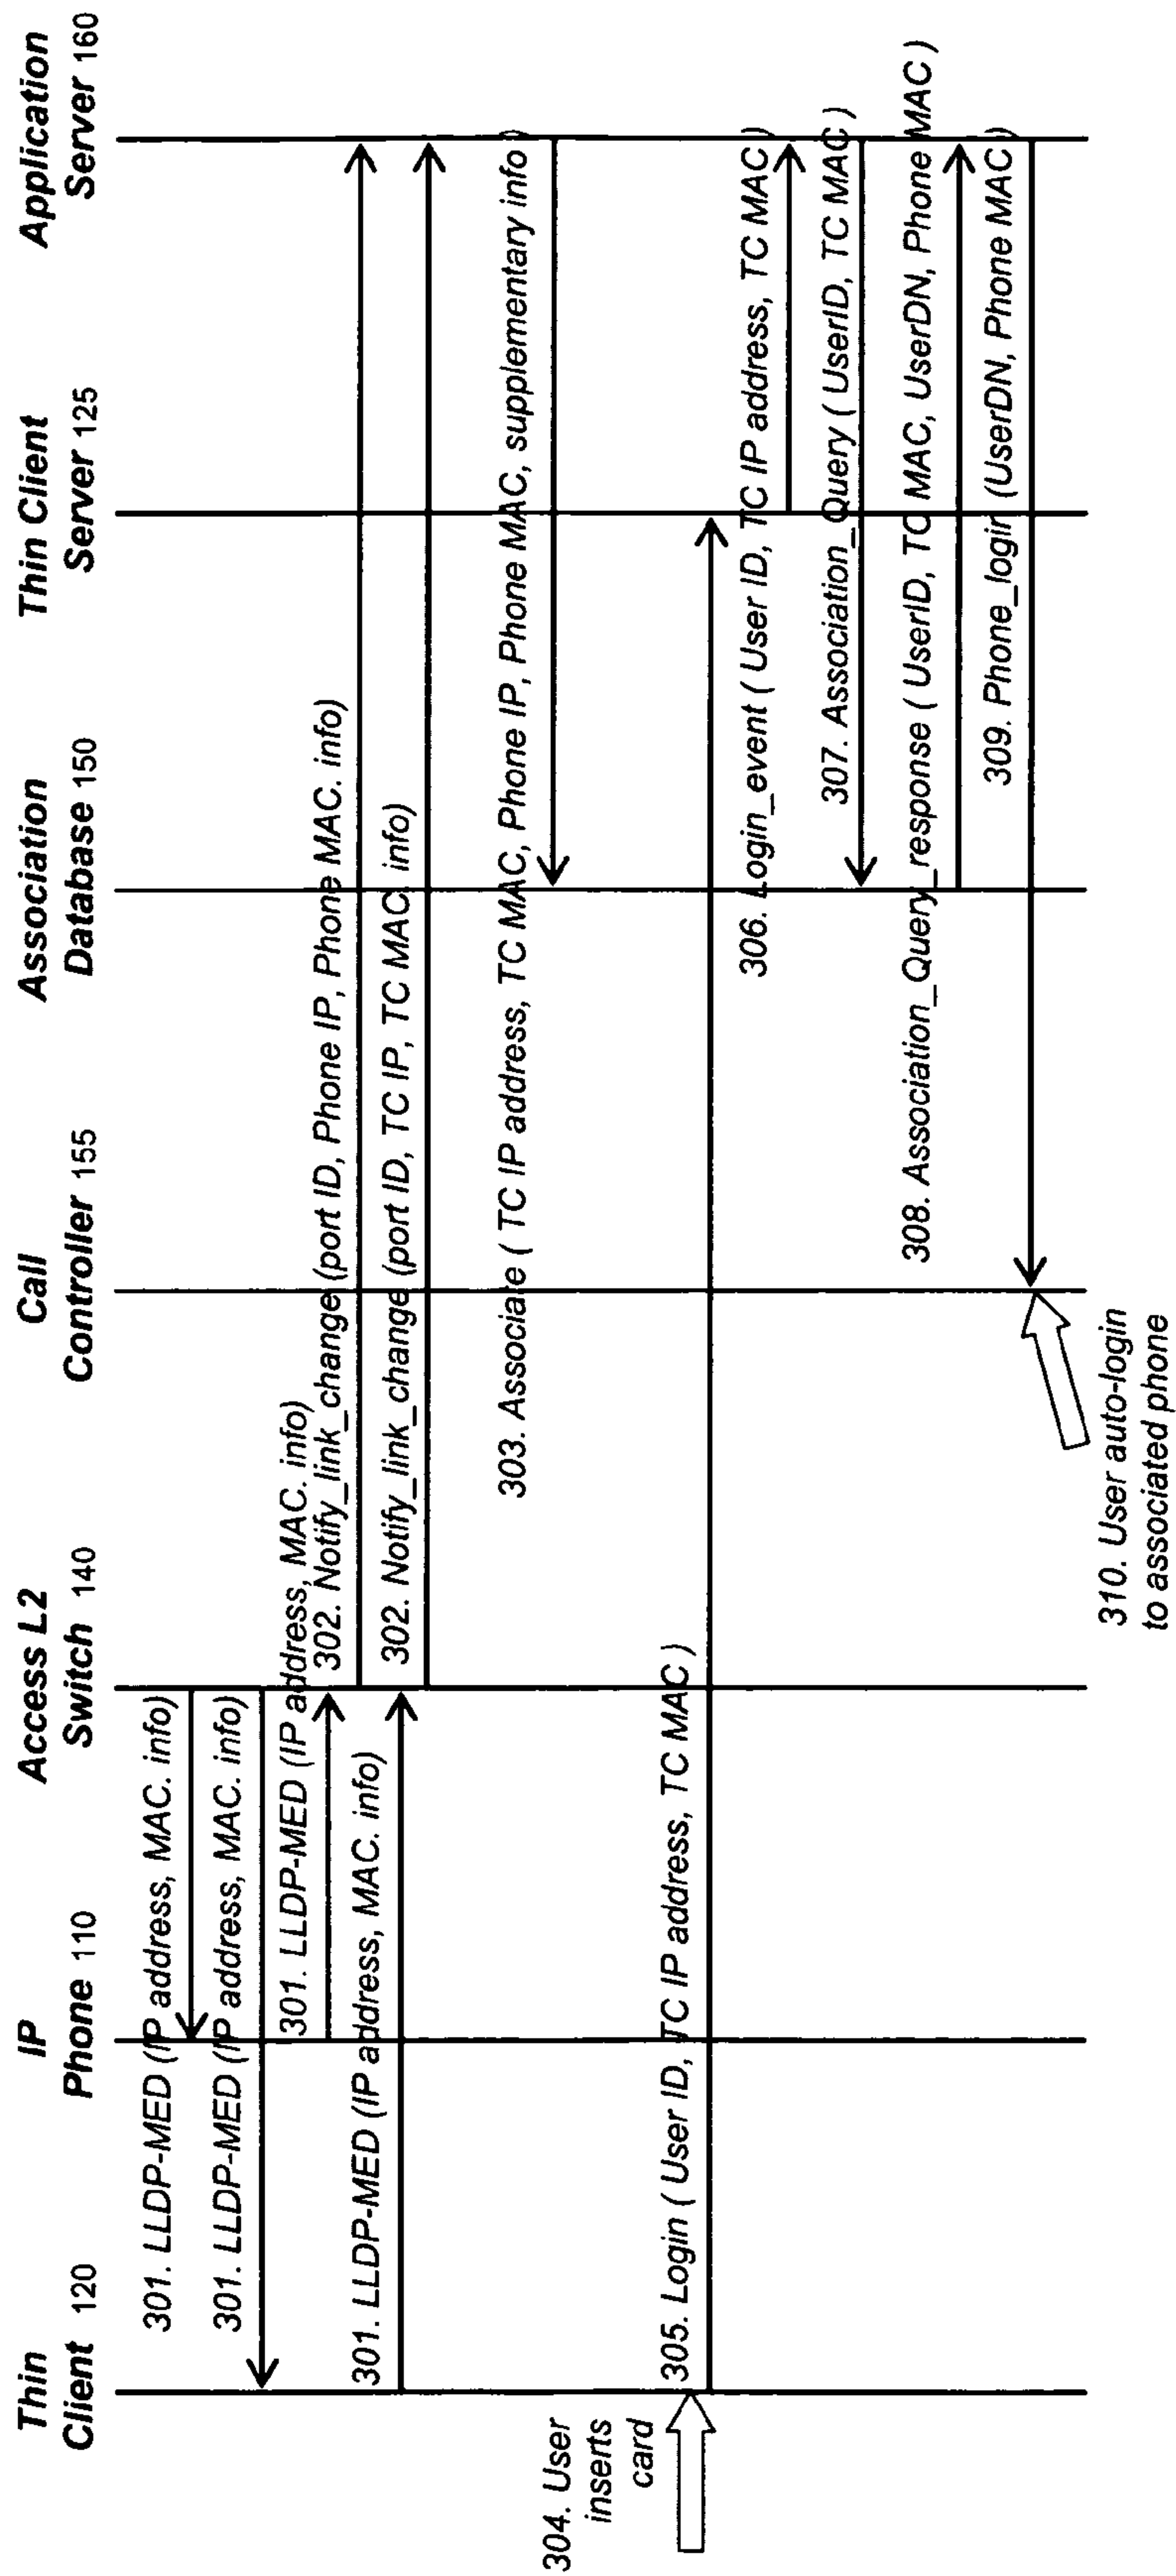 Thin
Client 120
IP
Phone 110
Access L2
Switch 140
Call
Controller 155
Association
Database 150
Thin Client
Server 125
Application
Server 160
301. LLDP-MED (IP address, MAC. info)
301. LLDP-MED (IP address, MAC. info)
301. LLDP-MED (IP address, MAC. info)
302. Notify_link_change (port ID, Phone IP, Phone MAC. info)
301. LLDP-MED (IP address, MAC. info)
302. Notify_link_change (port ID, TC IP, TC MAC. info)
303. Associate ( TC IP address, TC MAC, Phone IP, Phone MAC, supplementary info )
304. User
inserts
card
305. Login ( User ID, TC IP address, TC MAC )
306. Login_event ( User ID, TC IP address, TC MAC )
307. Association_Query ( UserID, TC MAC )
308. Association_Query_response ( UserID, TC MAC, UserDN, Phone MAC )
309. Phone_login (UserDN, Phone MAC )
310. User auto-login
to associated phone